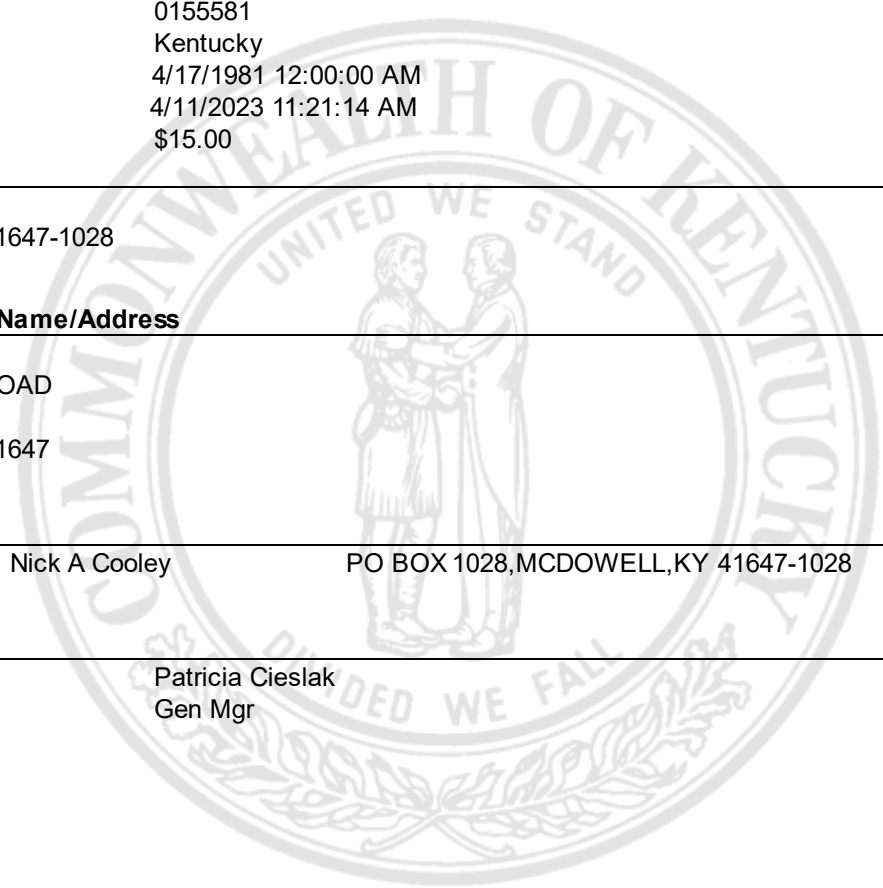 0155581
Kentucky
4/17/1981 12:00:00 AM
4/11/2023 11:21:14 AM
$15.00
1647-1028
Name/Address
OAD
1647
Nick A Cooley PO BOX 1028,MCDOWELL,KY 41647-1028
Patricia Cieslak
Gen Mgr
COMMONWEALTH OF KENTUCKY
UNITED WE STAND
DIVIDED WE FALL